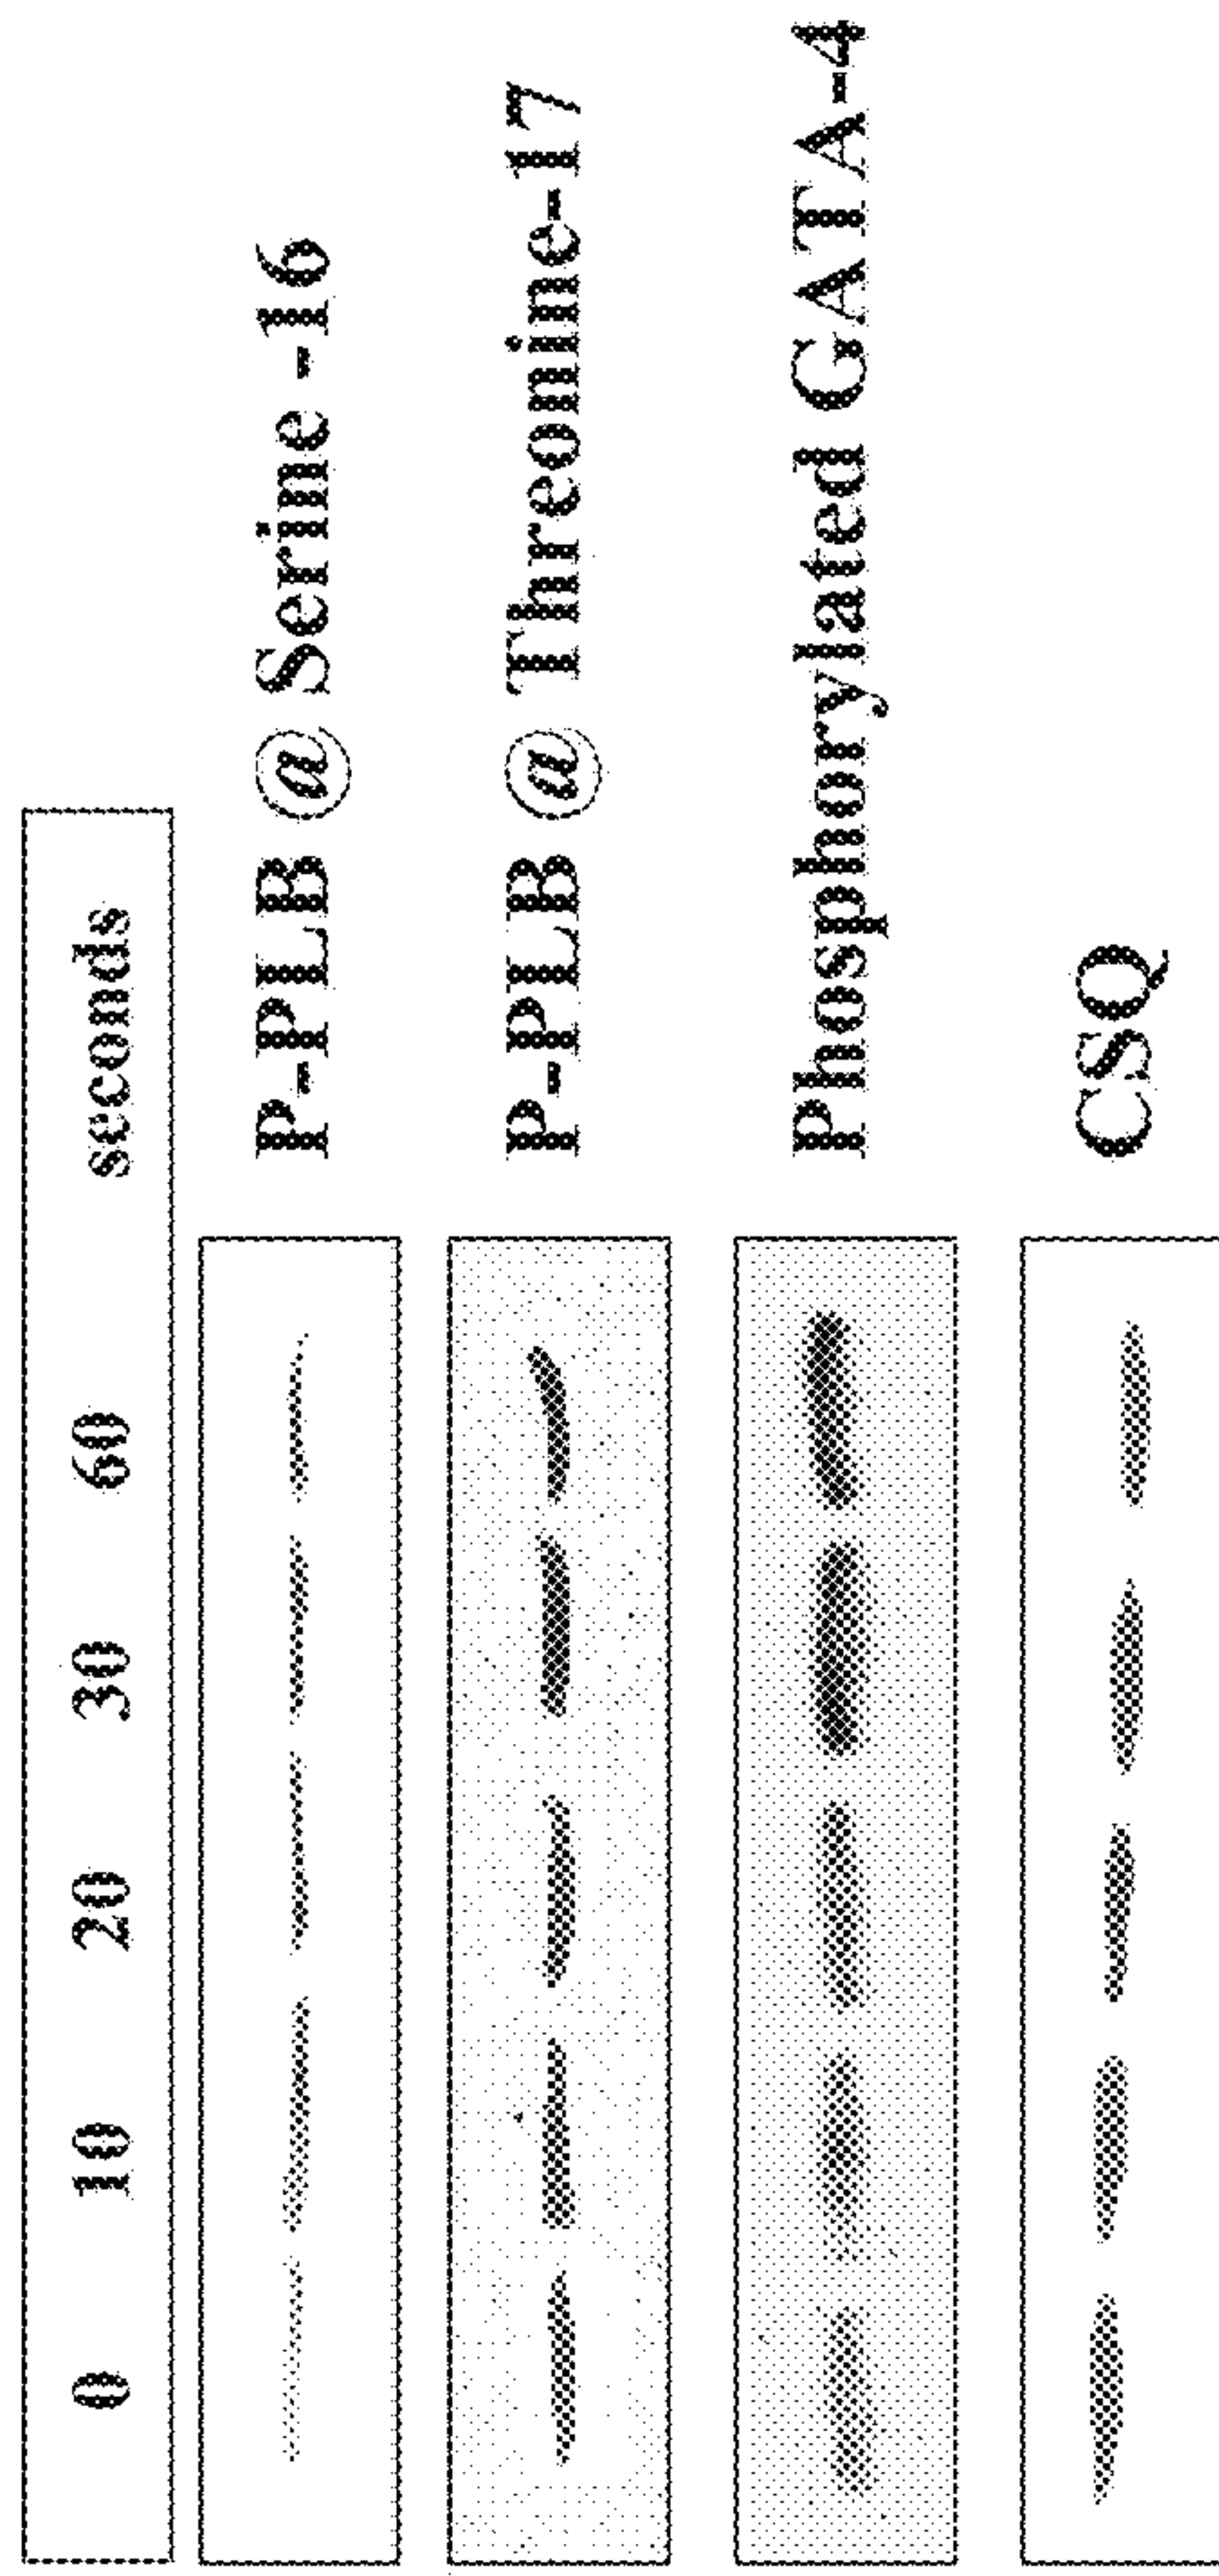 0 10 20 30 60 seconds
P-PLB @ Serine -16
P-PLB @ Threonine-17
Phosphorylated GATA-4
CSQ